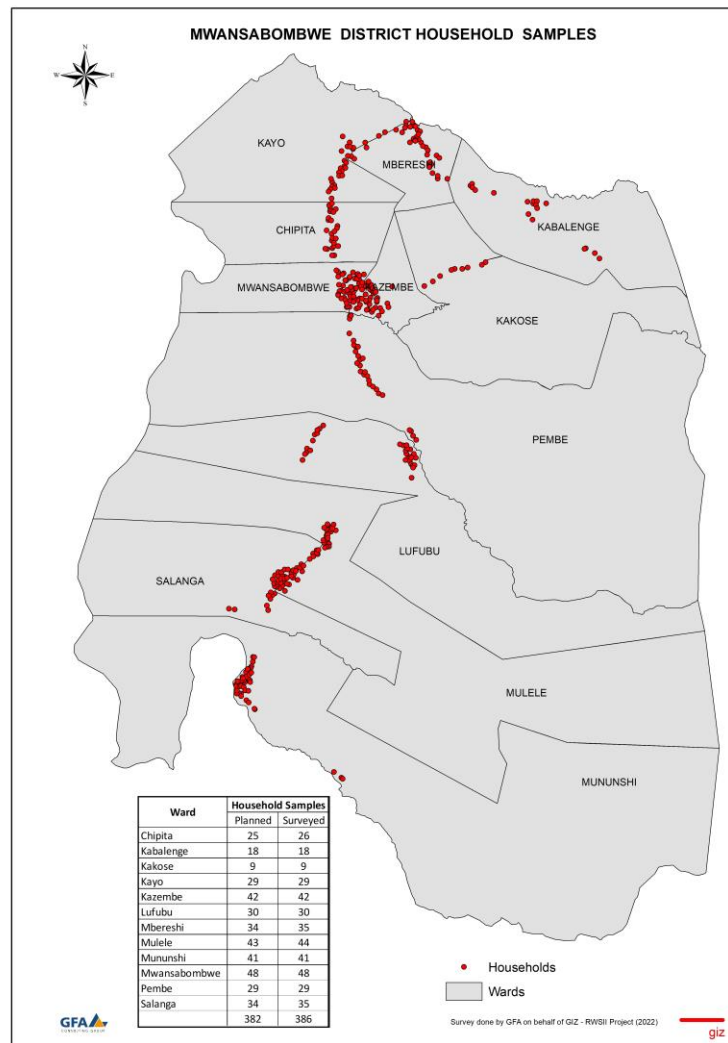 MWANSABOMBWE DISTRICT HOUSEHOLD SAMPLES
N
W E
S
KAYO
MBERESHI
CHIPITA
KABALENGE
MWANSABOMBWE
KAZEMBE
KAKOSE
PEMBE
LUFUBU
SALANGA
MULELE
MUNUNSHI
Ward Household Samples
Planned Surveyed
Chipita 25 26
Kabalenge 18 18
Kakose 9 9
Kayo 29 29
Kazembe 42 42
Lufubu 30 30
Mbereshi 34 35
Mulele 43 44
Mununshi 41 41
Mwansabombwe 48 48
Pembe 29 29
Salanga 34 35
382 386
Households
Wards
GFA
CONSULTING GROUP
Survey done by GFA on behalf of GIZ - RWSII Project (2022)
giz